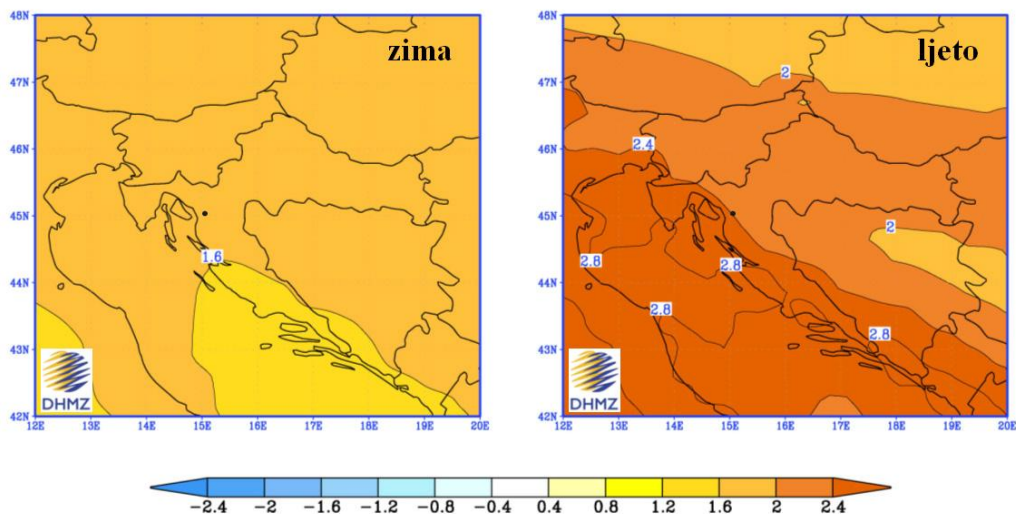 zima
48N
47N
46N
45N
44N
43N
42N
12E 13E 14E 15E 16E 17E 18E 19E 20E
1.6
DHMZ
ljeto
48N
47N
46N
45N
44N
43N
42N
12E 13E 14E 15E 16E 17E 18E 19E 20E
2
2.4
2
2.8
2.8
2.8
2.8
DHMZ
-2.4 -2 -1.6 -1.2 -0.8 -0.4 0.4 0.8 1.2 1.6 2 2.4